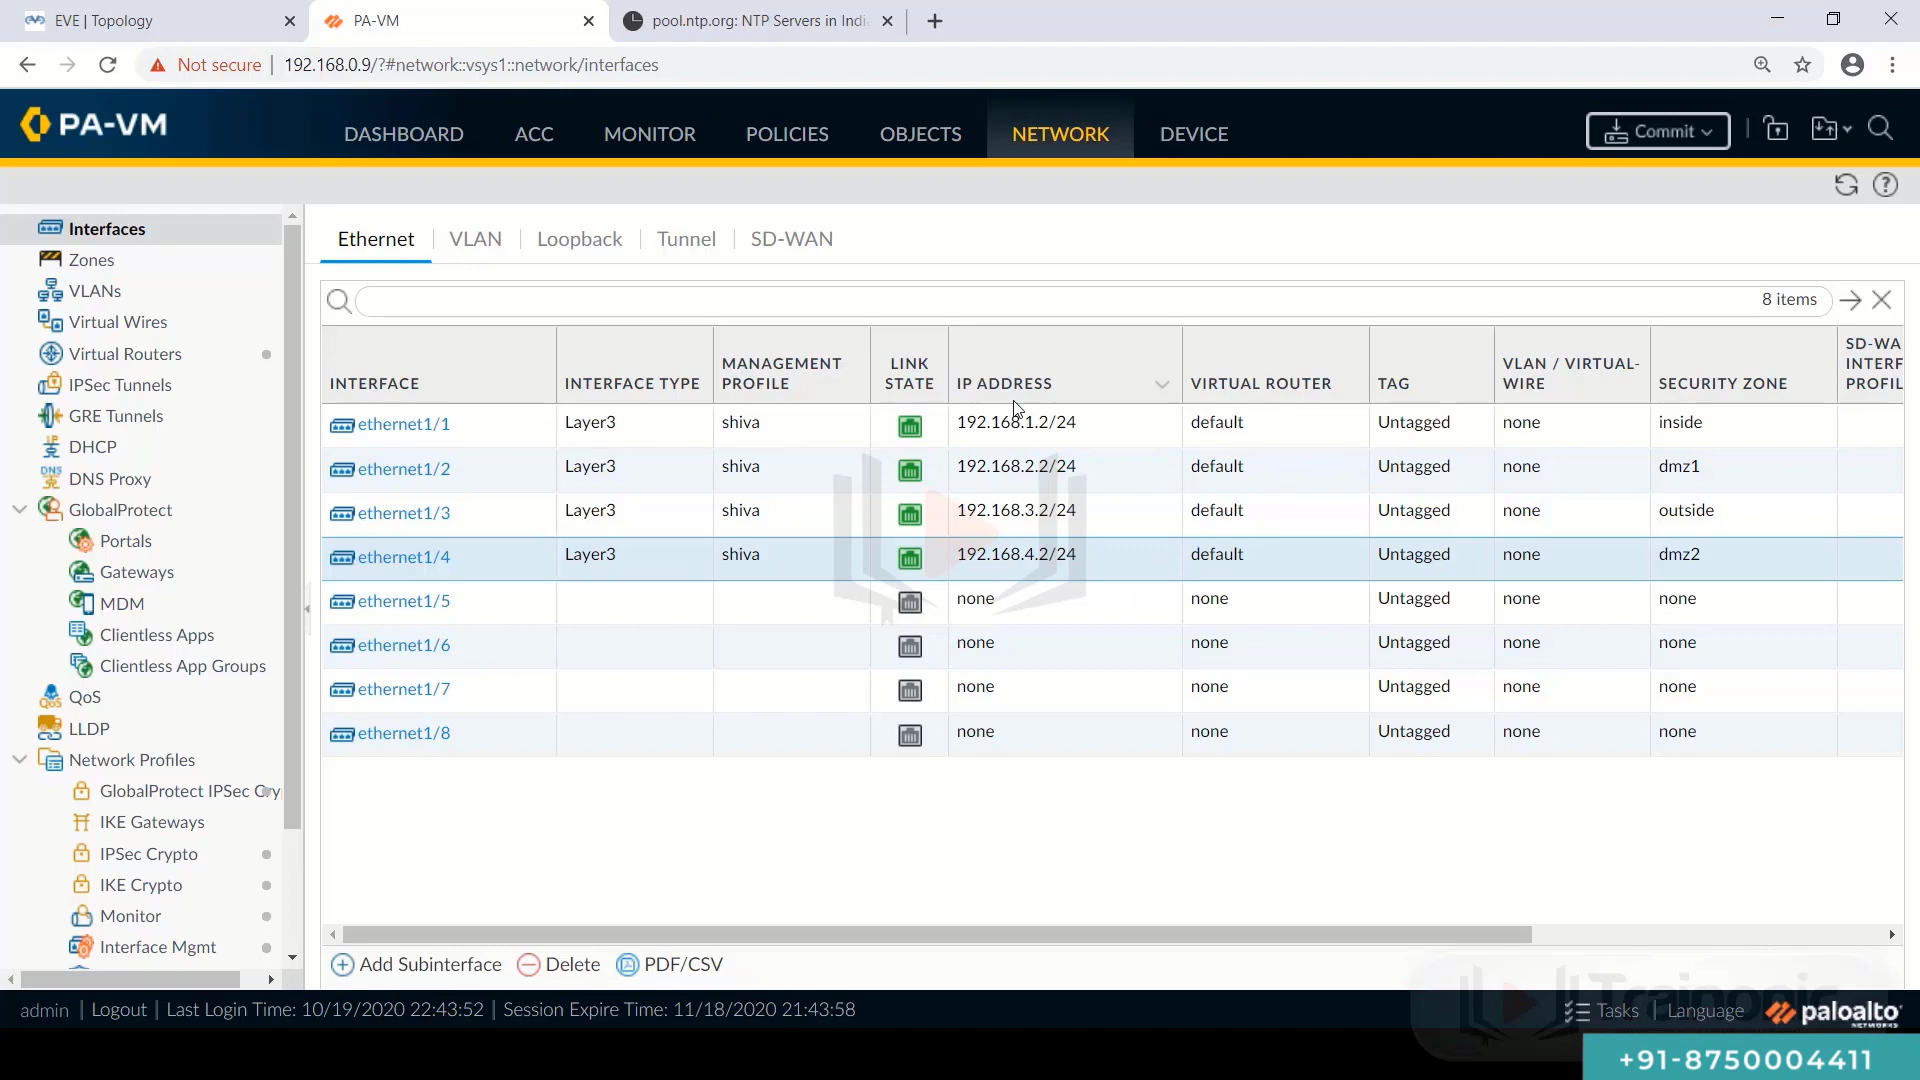 EVE | Topology
PA-VM
pool.ntp.org: NTP Servers in Indi
Not secure | 192.168.0.9/?#network::vsys1::network/interfaces
PA-VM
DASHBOARD ACC MONITOR POLICIES OBJECTS NETWORK DEVICE
Commit
Interfaces
Zones
VLANs
Virtual Wires
Virtual Routers
IPSec Tunnels
GRE Tunnels
DHCP
DNS Proxy
GlobalProtect
Portals
Gateways
MDM
Clientless Apps
Clientless App Groups
QoS
LLDP
Network Profiles
GlobalProtect IPSec Cry
IKE Gateways
IPSec Crypto
IKE Crypto
Monitor
Interface Mgmt
Ethernet | VLAN | Loopback | Tunnel | SD-WAN
8 items
INTERFACE INTERFACE TYPE MANAGEMENT PROFILE LINK STATE IP ADDRESS VIRTUAL ROUTER TAG VLAN / VIRTUAL-WIRE SECURITY ZONE SD-WA INTERF PROFIL
ethernet1/1 Layer3 shiva 192.168.1.2/24 default Untagged none inside
ethernet1/2 Layer3 shiva 192.168.2.2/24 default Untagged none dmz1
ethernet1/3 Layer3 shiva 192.168.3.2/24 default Untagged none outside
ethernet1/4 Layer3 shiva 192.168.4.2/24 default Untagged none dmz2
ethernet1/5 none none Untagged none none
ethernet1/6 none none Untagged none none
ethernet1/7 none none Untagged none none
ethernet1/8 none none Untagged none none
Add Subinterface Delete PDF/CSV
admin | Logout | Last Login Time: 10/19/2020 22:43:52 | Session Expire Time: 11/18/2020 21:43:58
Tasks | Language paloalto NETWORKS
+91-8750004411